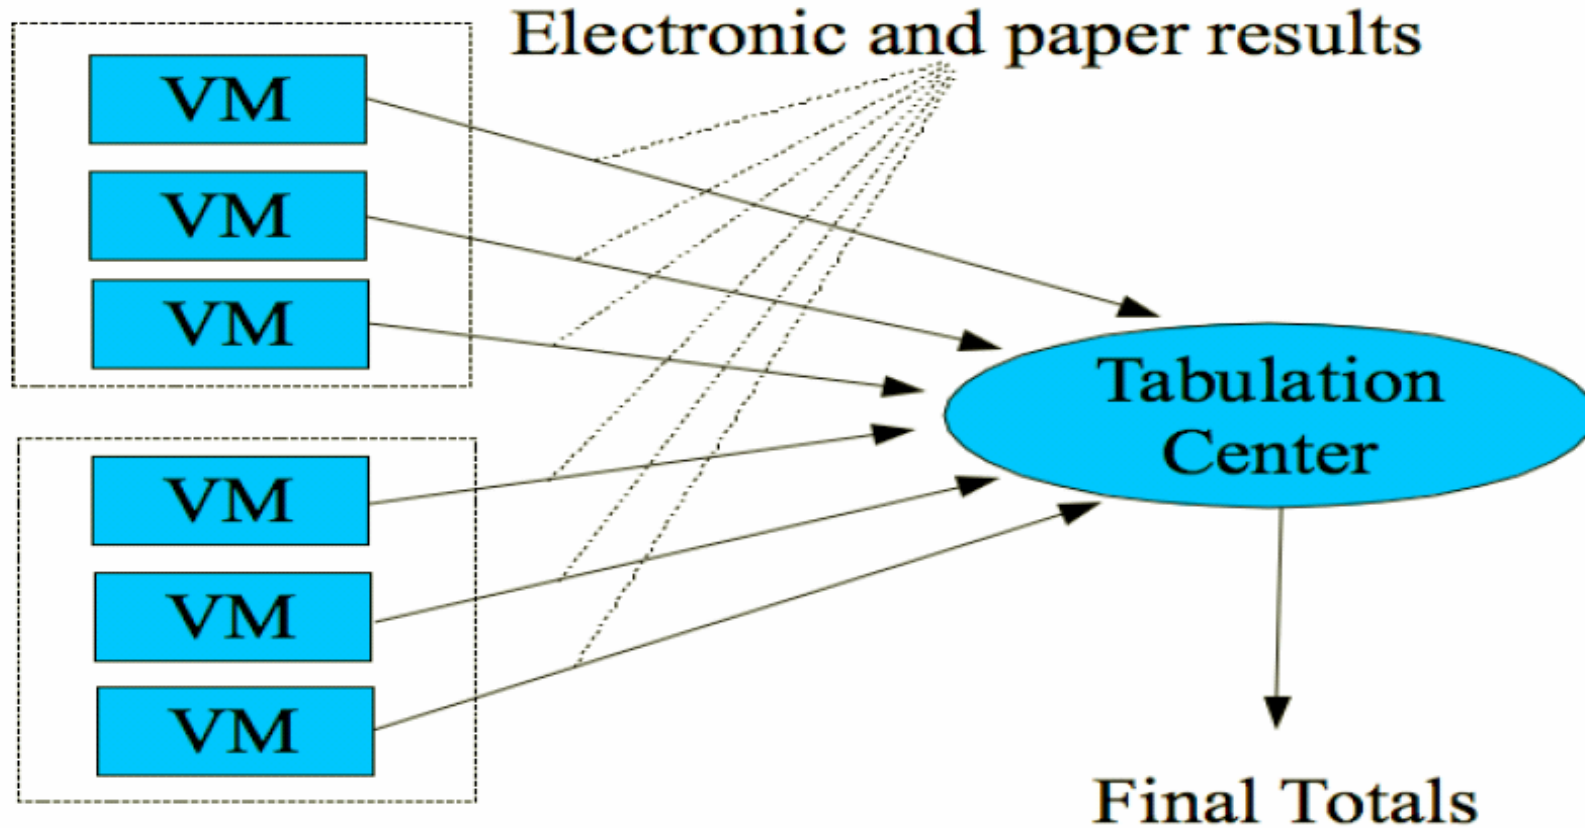 Electronic and paper results
VM
VM
VM
Tabulation
Center
VM
VM
VM
Final Totals